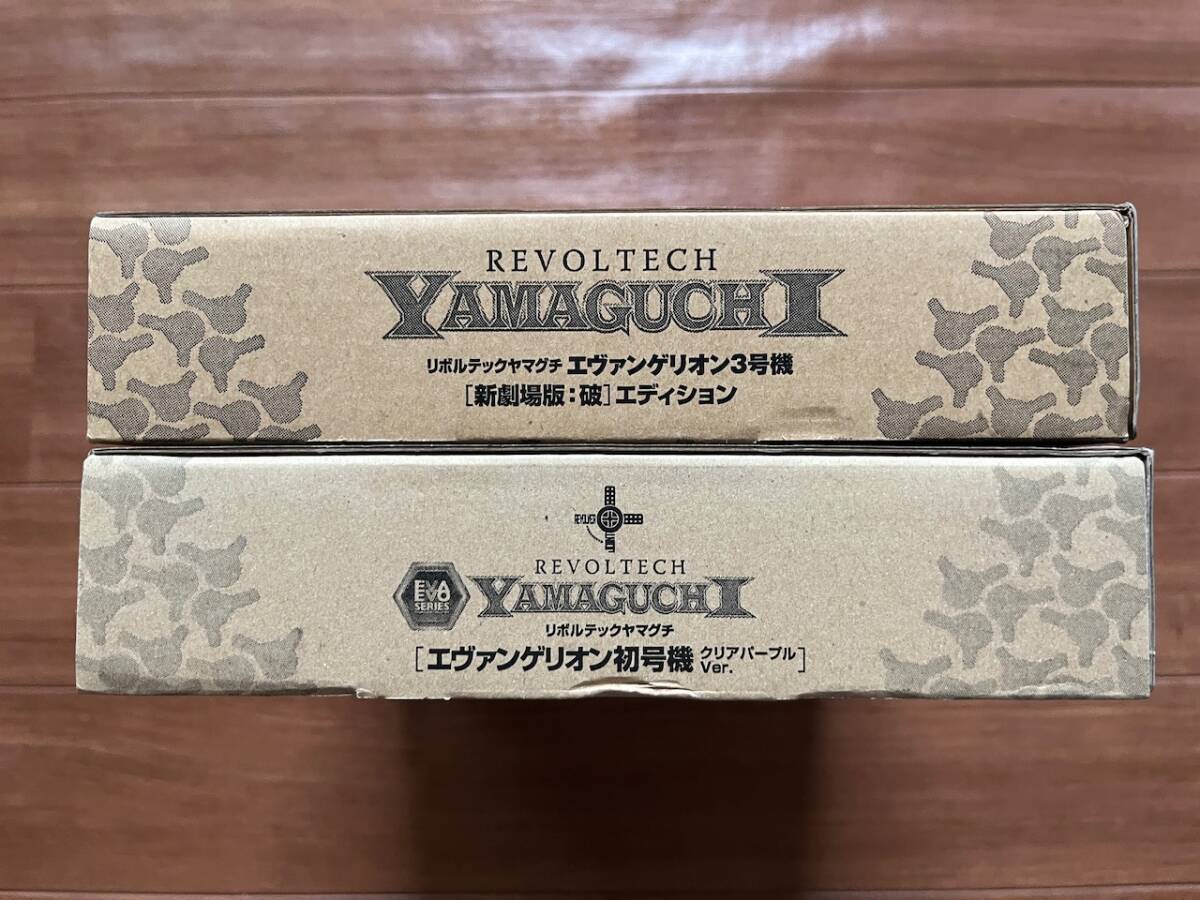 REVOLTECH
YAMAGUCHI
リボルテックヤマグチ エヴァンゲリオン3号機
[新劇場版:破]エディション
REVOLTECH
EVA
SERIES
YAMAGUCHI
リボルテックヤマグチ
[エヴァンゲリオン初号機 クリアパープル Ver.]